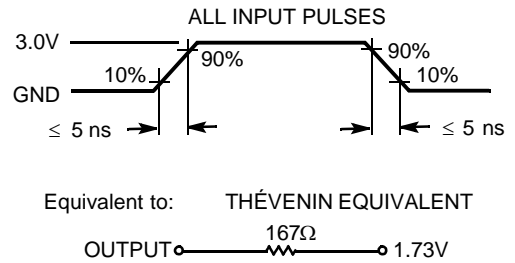 ALL INPUT PULSES
3.0V
90%
90%
10%
10%
GND
≤ 5 ns
≤ 5 ns
Equivalent to: THÉVENIN EQUIVALENT
167Ω
OUTPUT 1.73V